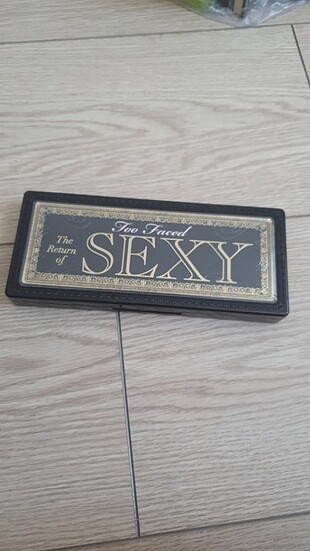 Too Faced
The
Return
of
SEXY